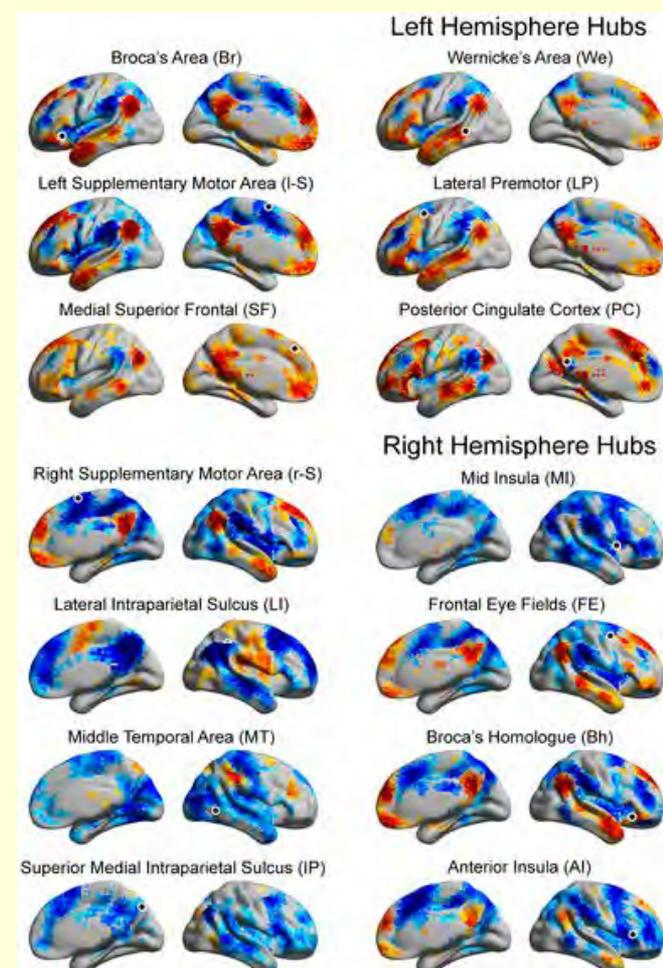 Left Hemisphere Hubs
Broca's Area (Br)
Wernicke's Area (We)
Left Supplementary Motor Area (l-S)
Lateral Premotor (LP)
Medial Superior Frontal (SF)
Posterior Cingulate Cortex (PC)
Right Hemisphere Hubs
Right Supplementary Motor Area (r-S)
Mid Insula (MI)
Lateral Intraparietal Sulcus (LI)
Frontal Eye Fields (FE)
Middle Temporal Area (MT)
Broca's Homologue (Bh)
Superior Medial Intraparietal Sulcus (IP)
Anterior Insula (AI)